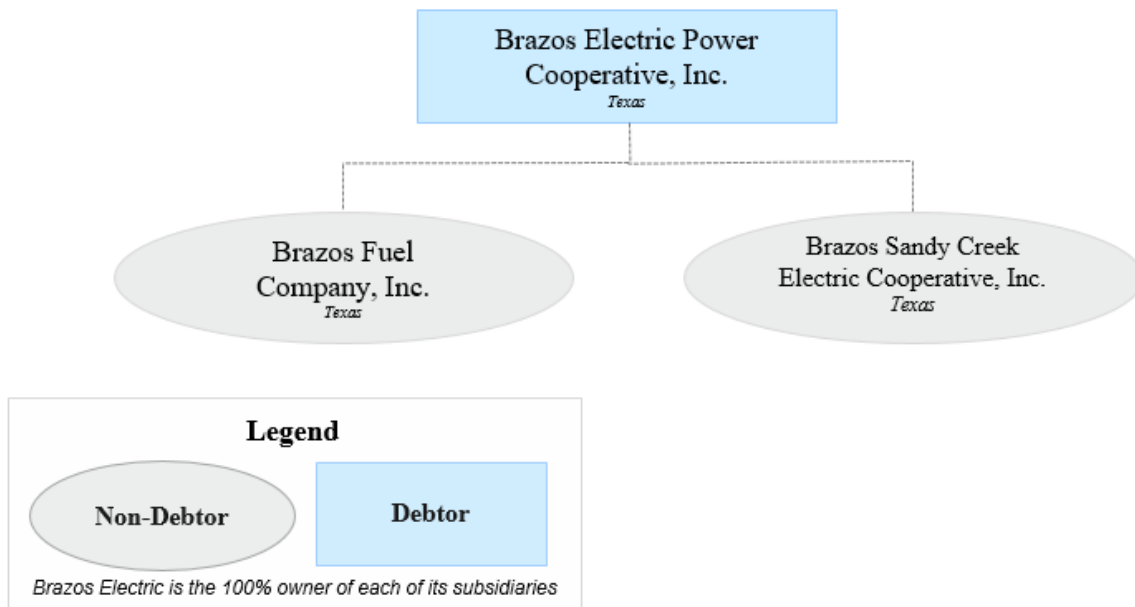 Brazos Electric Power
Cooperative, Inc.
Texas
Brazos Fuel
Company, Inc.
Texas
Brazos Sandy Creek
Electric Cooperative, Inc.
Texas
Legend
Non-Debtor
Debtor
Brazos Electric is the 100% owner of each of its subsidiaries